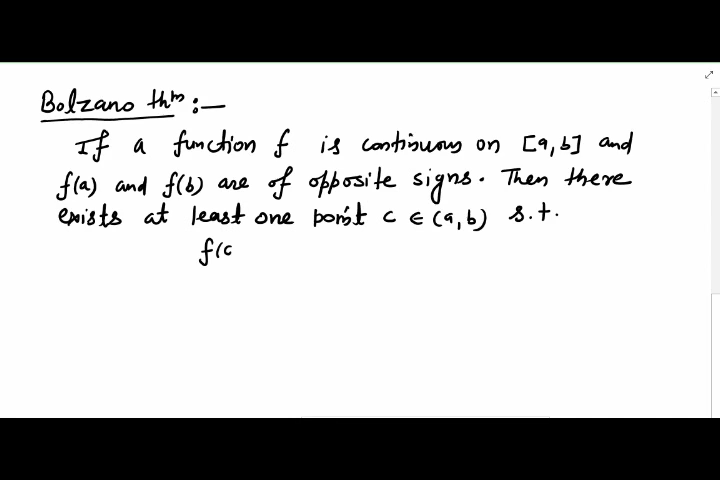 Bolzano thm :—
If a function f is continuous on [a, b] and
f(a) and f(b) are of opposite signs. Then there
exists at least one point c ∈ (a, b) s.t.
f(c